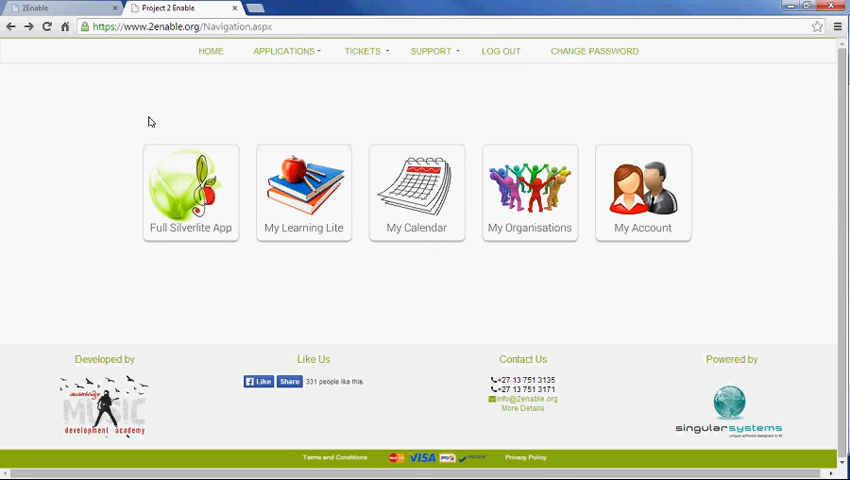 2Enable
Project 2 Enable
https://www.2enable.org/Navigation.aspx
HOME APPLICATIONS TICKETS SUPPORT LOG OUT CHANGE PASSWORD
Full Silverlite App
My Learning Lite
My Calendar
My Organisations
My Account
Developed by
MUSIC
development academy
Like Us
Like Share 331 people like this.
Contact Us
+27 13 751 3135
+27 13 751 3171
info@2enable.org
More Details
Powered by
singularsystems
Terms and Conditions VISA Privacy Policy